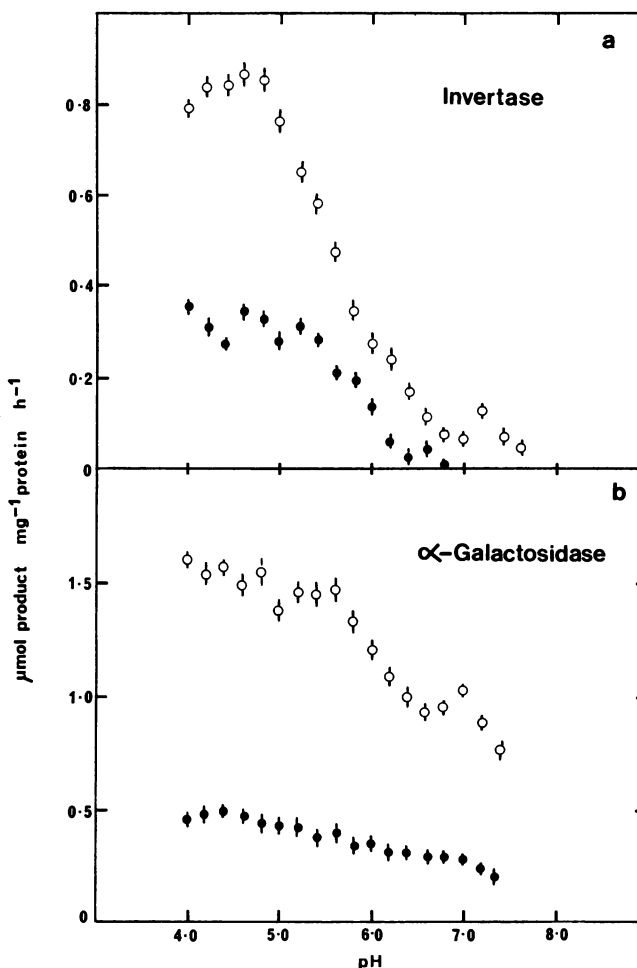 a
Invertase
0·8
0·6
0·4
0·2
0
b
α-Galactosidase
1·5
1·0
0·5
0
4·0 5·0 6·0 7·0 8·0
pH
μmol product mg⁻¹ protein h⁻¹